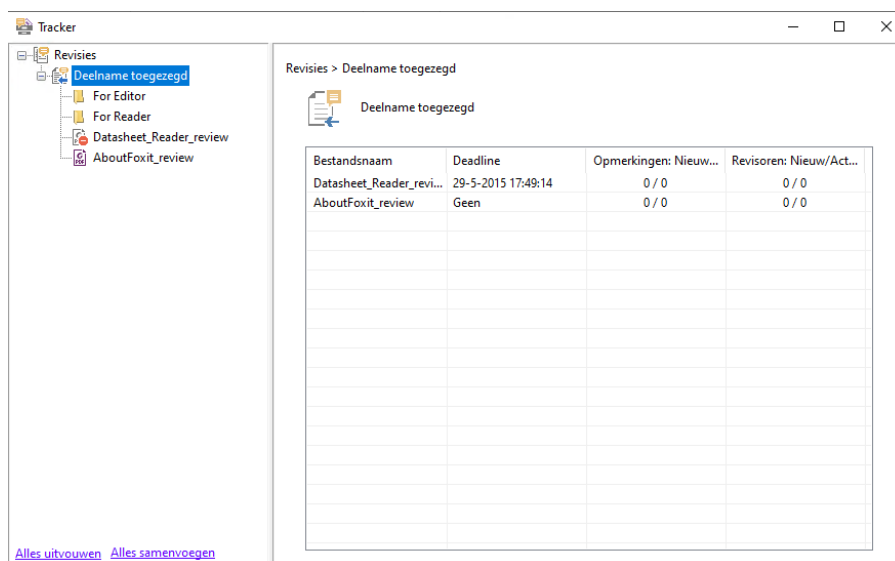 Tracker
Revisies
Deelname toegezegd
For Editor
For Reader
Datasheet_Reader_review
AboutFoxit_review
Alles uitvouwen Alles samenvoegen
Revisies > Deelname toegezegd
Deelname toegezegd
Bestandsnaam Deadline Opmerkingen: Nieuw... Revisoren: Nieuw/Act...
Datasheet_Reader_revi... 29-5-2015 17:49:14 0 / 0 0 / 0
AboutFoxit_review Geen 0 / 0 0 / 0